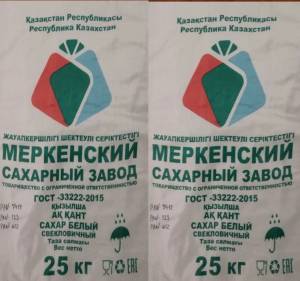 Қазақстан Республикасы
Республика Казахстан
ЖАУАПКЕРШІЛІГІ ШЕКТЕУЛІ СЕРІКТЕСТІГІ
МЕРКЕНСКИЙ
САХАРНЫЙ ЗАВОД
ТОВАРИЩЕСТВО С ОГРАНИЧЕННОЙ ОТВЕТСТВЕННОСТЬЮ
ГОСТ -33222-2015
ҚЫЗЫЛША
АҚ ҚАНТ
САХАР БЕЛЫЙ
СВЕКЛОВИЧНЫЙ
Таза салмағы
Вес нетто
25 КГ
EAC
Қазақстан Республикасы
Республика Казахстан
ЖАУАПКЕРШІЛІГІ ШЕКТЕУЛІ СЕРІКТЕСТІГІ
МЕРКЕНСКИЙ
САХАРНЫЙ ЗАВОД
ТОВАРИЩЕСТВО С ОГРАНИЧЕННОЙ ОТВЕТСТВЕННОСТЬЮ
ГОСТ -33222-2015
ҚЫЗЫЛША
АҚ ҚАНТ
САХАР БЕЛЫЙ
СВЕКЛОВИЧНЫЙ
Таза салмағы
Вес нетто
25 КГ
EAC